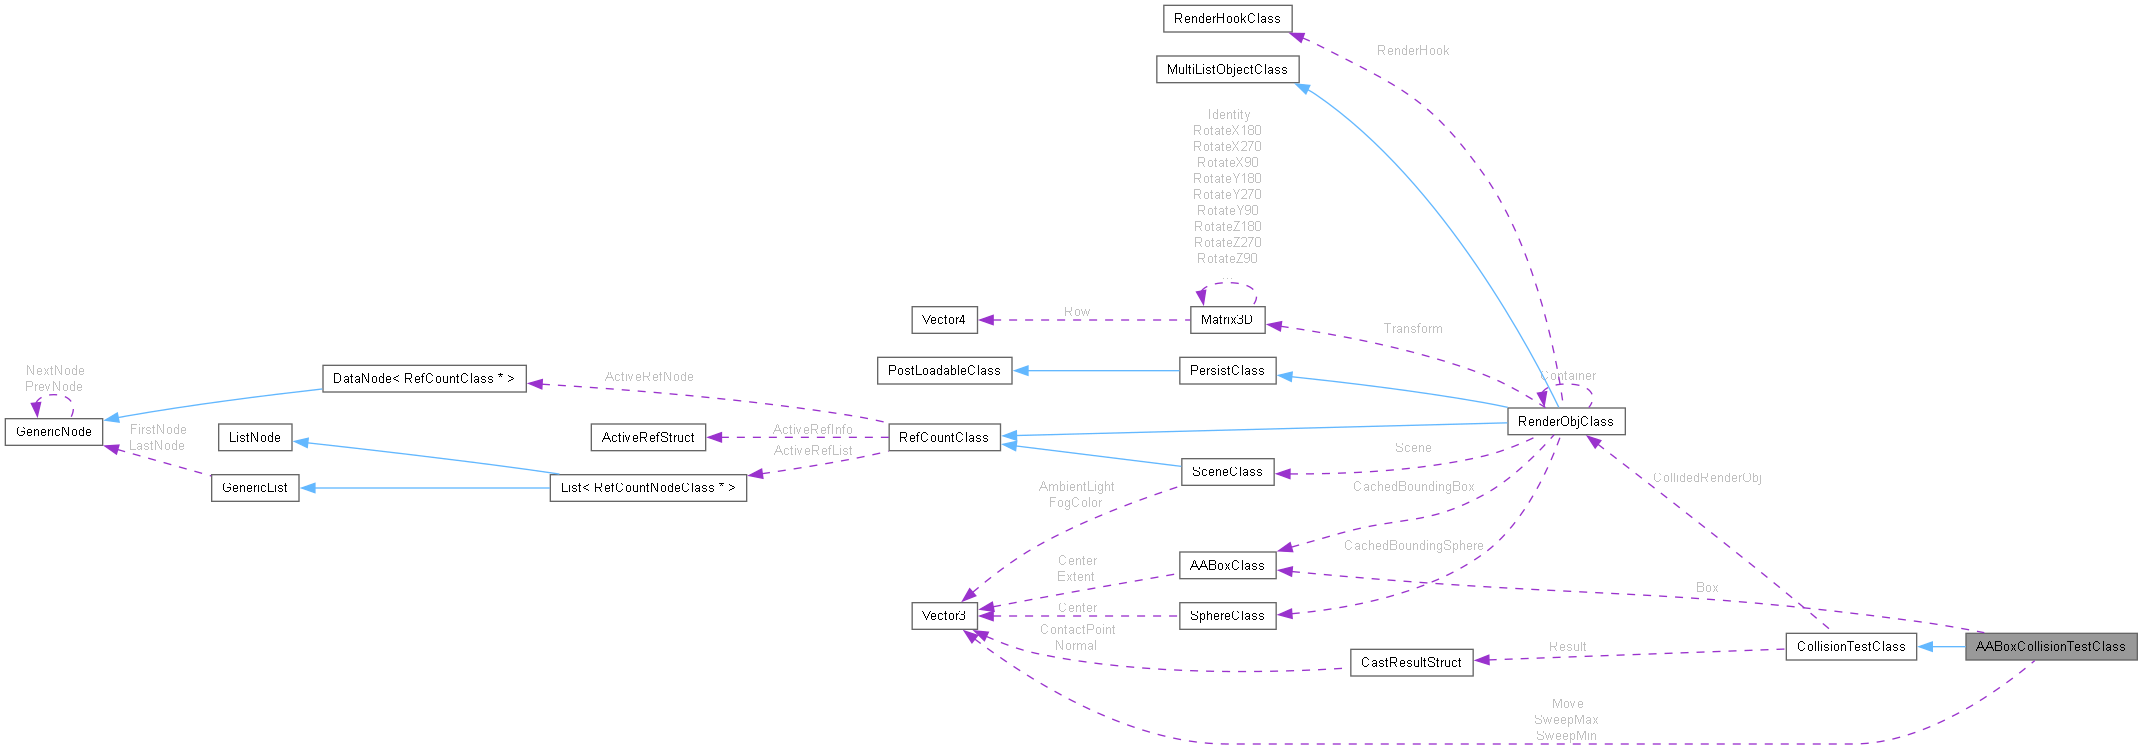 RenderHookClass
RenderHook
MultiListObjectClass
Identity
RotateX180
RotateX270
RotateX90
RotateY180
RotateY270
RotateY90
RotateZ180
RotateZ270
RotateZ90
...
Vector4
Row
Matrix3D
Transform
PostLoadableClass
PersistClass
Container
NextNode
PrevNode
DataNode< RefCountClass * >
ActiveRefNode
GenericNode
FirstNode
LastNode
ListNode
ActiveRefStruct
ActiveRefInfo
ActiveRefList
RefCountClass
RenderObjClass
GenericList
List< RefCountNodeClass * >
SceneClass
Scene
CollidedRenderObj
AmbientLight
FogColor
CachedBoundingBox
CachedBoundingSphere
Center
Extent
AABoxClass
Box
Vector3
Center
SphereClass
ContactPoint
Normal
CastResultStruct
Result
CollisionTestClass
AABoxCollisionTestClass
Move
SweepMax
SweepMin